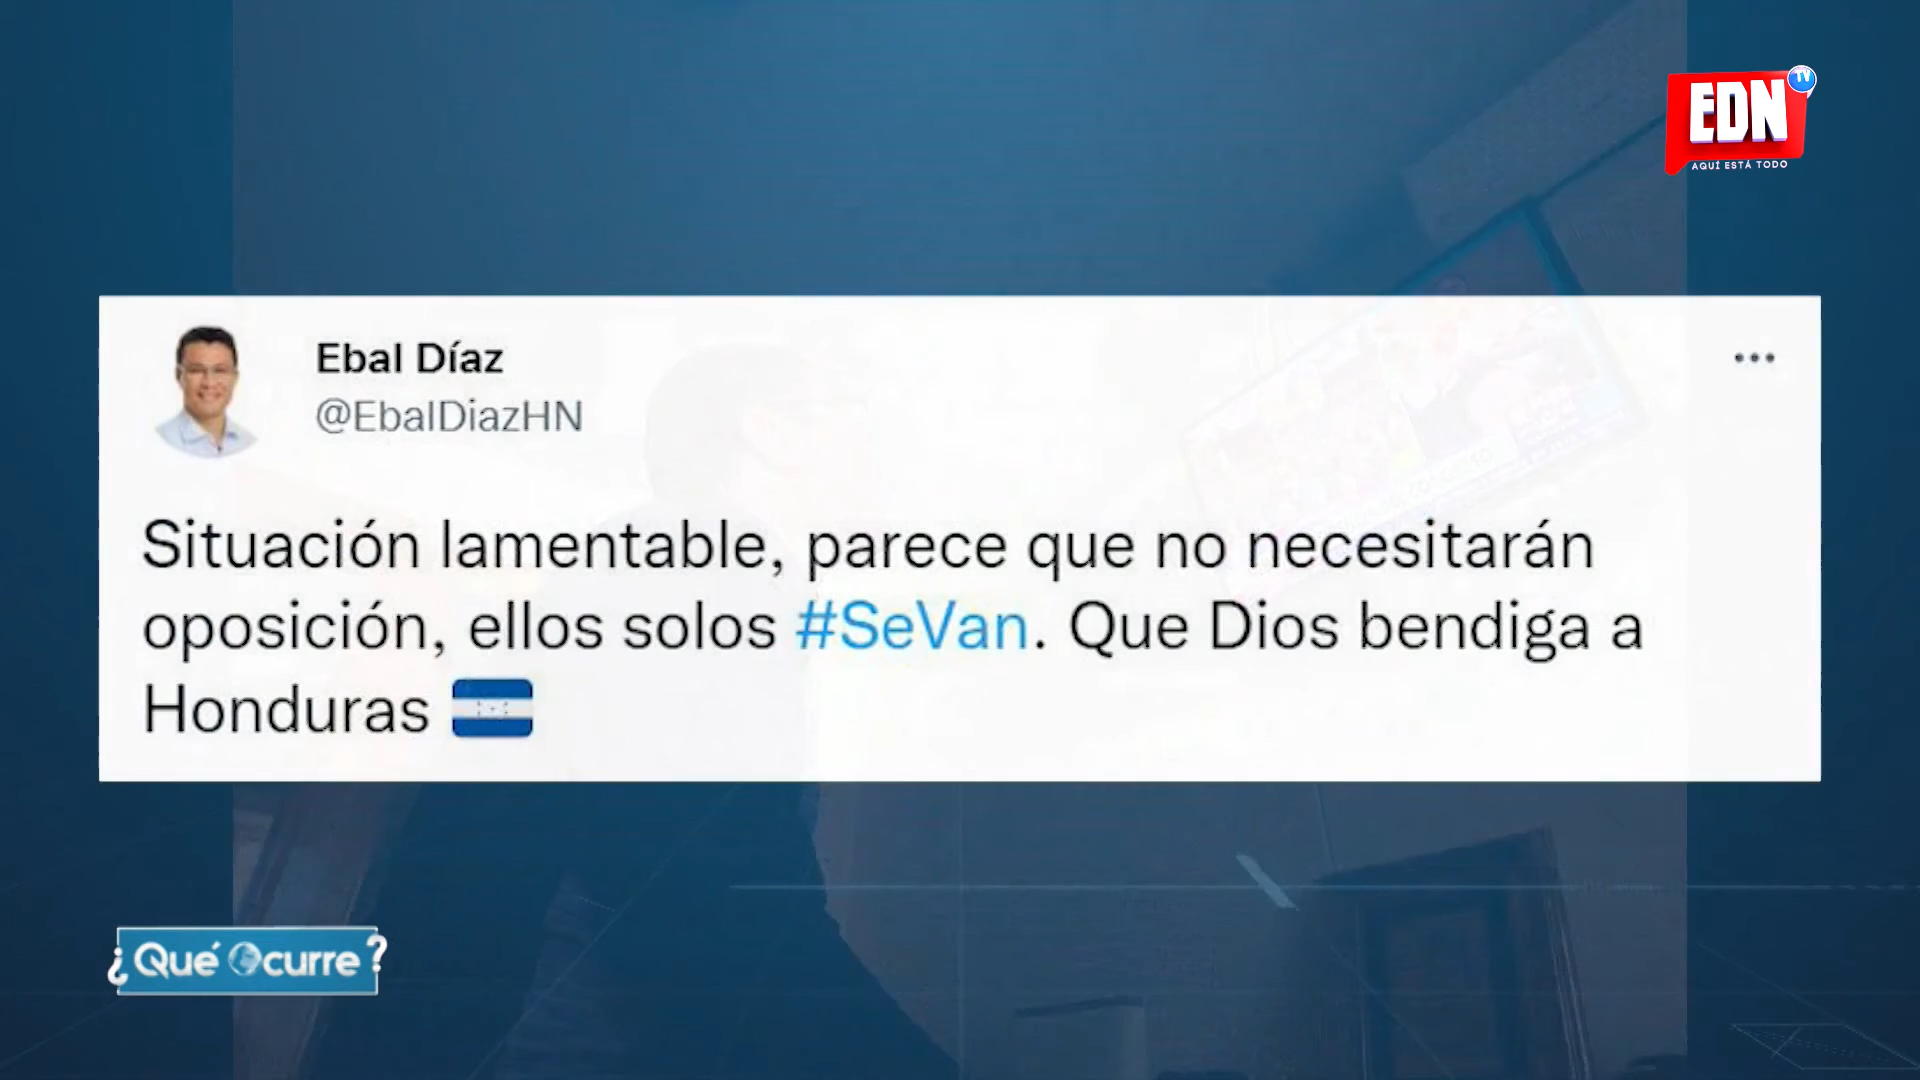 EDN TV
AQUÍ ESTÁ TODO
Ebal Díaz
@EbalDiazHN
Situación lamentable, parece que no necesitarán
oposición, ellos solos #SeVan. Que Dios bendiga a
Honduras
¿Qué Ocurre?